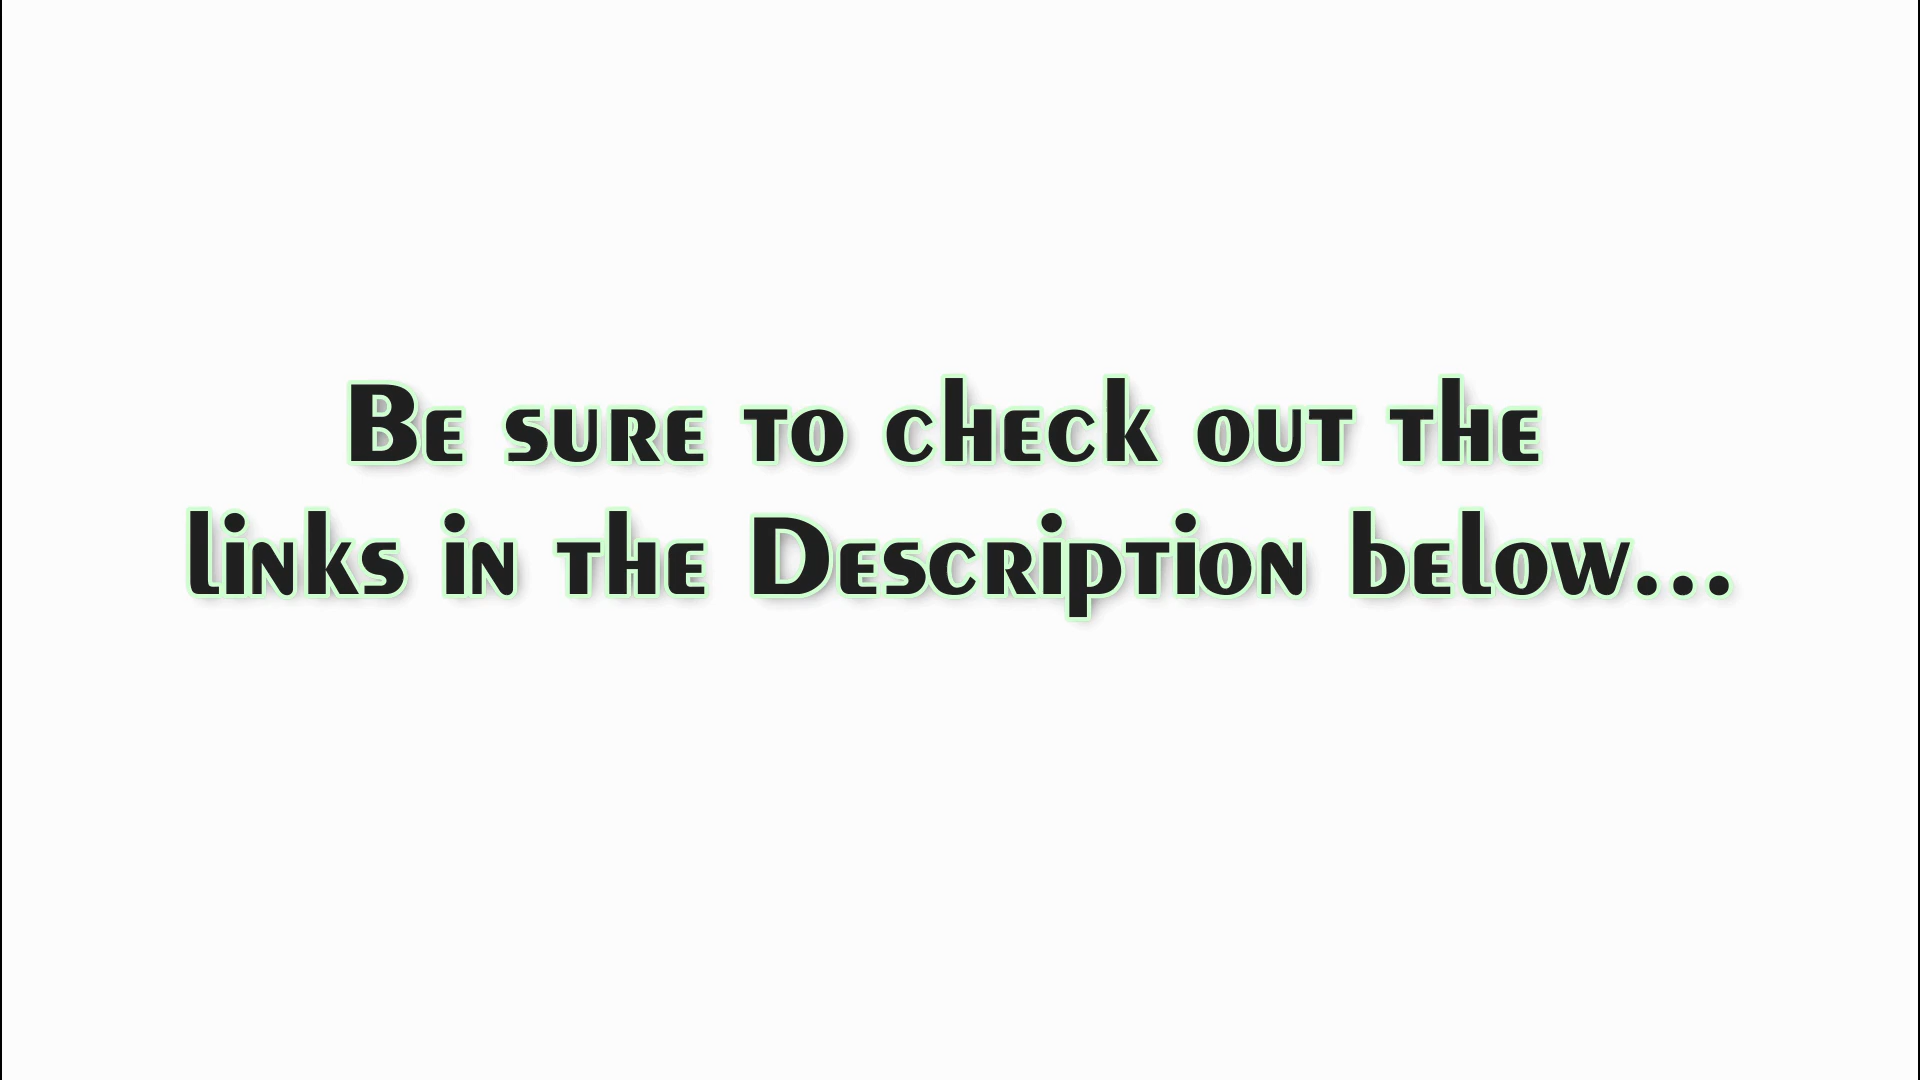 Be sure to check out the
links in the Description below...